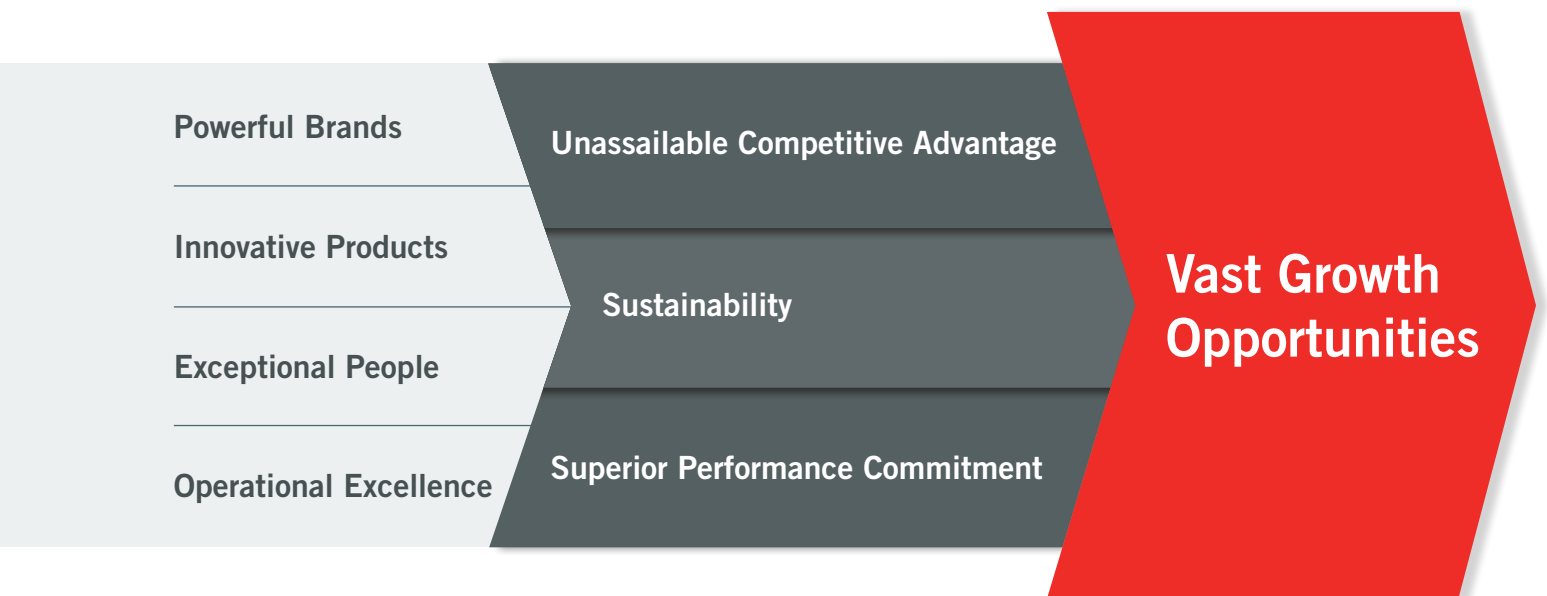 Powerful Brands
Innovative Products
Exceptional People
Operational Excellence
Unassailable Competitive Advantage
Sustainability
Superior Performance Commitment
Vast Growth
Opportunities